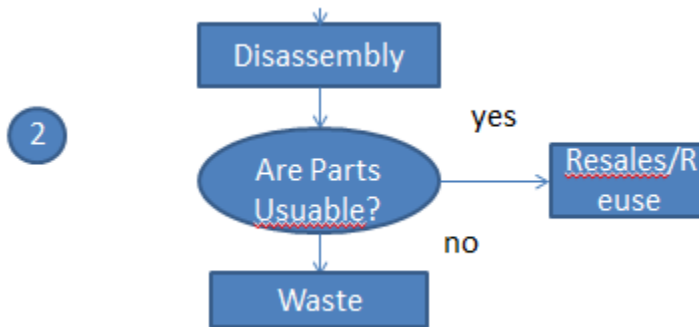 Disassembly
2
yes
Are Parts
Usuable?
Resales/R
euse
no
Waste